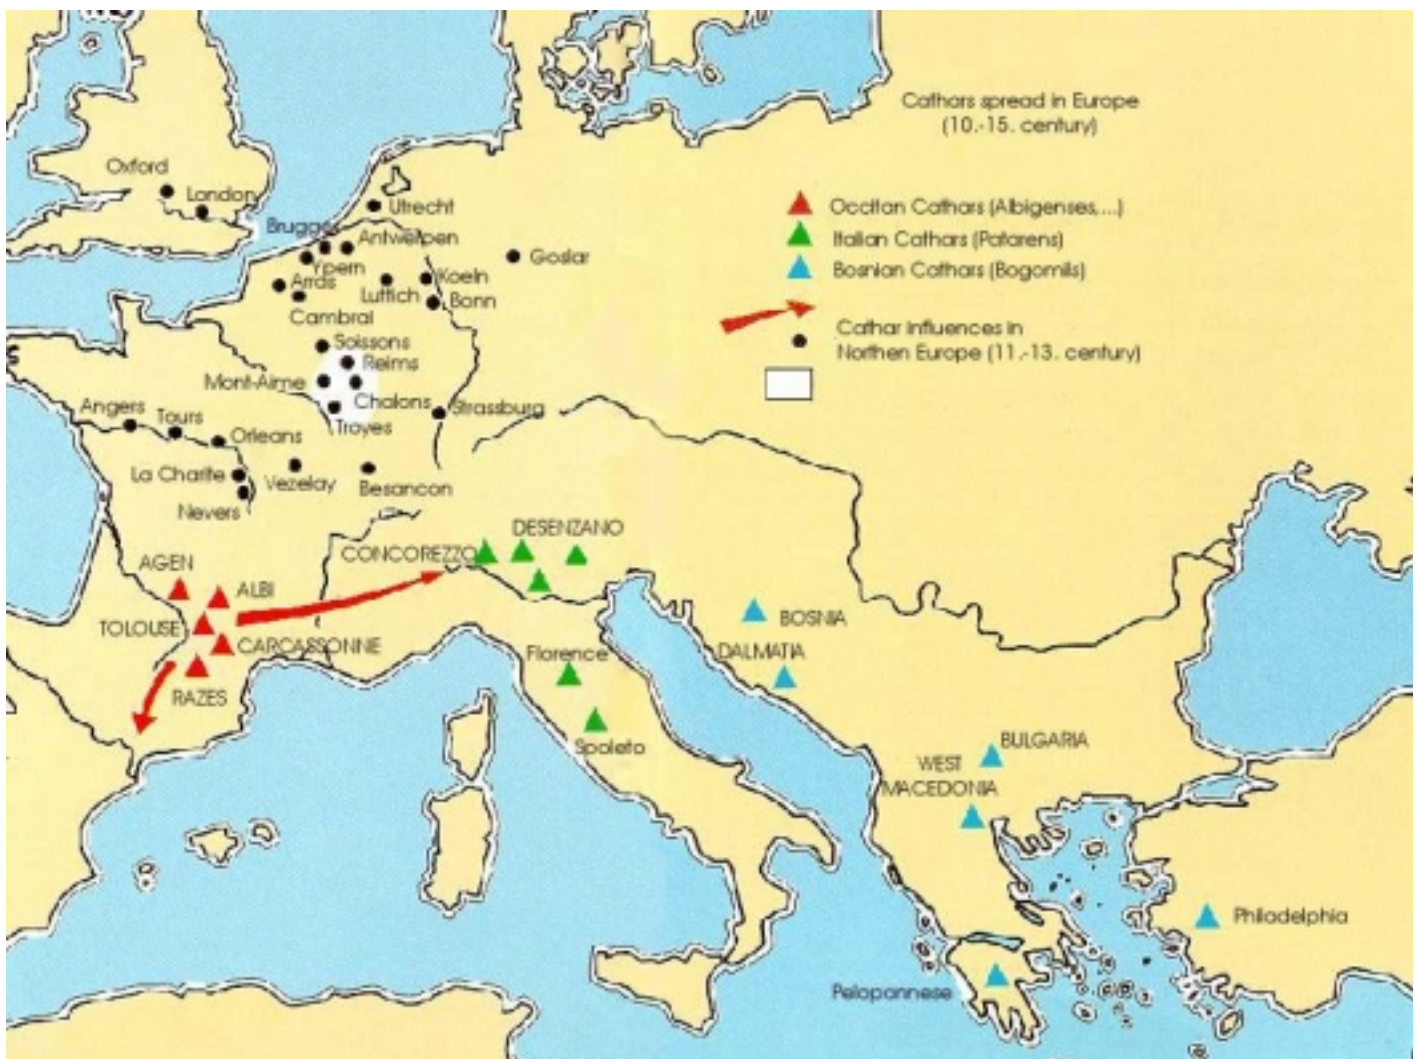 Cathars spread in Europe
(10.-15. century)
Oxford
London
Utrecht
Brugge
Antwerpen
Ypern
Goslar
Koeln
Arras
Luttich
Bonn
Cambrai
Soissons
Reims
Mont-Aime
Chalons
Strassburg
Troyes
Angers
Tours
Orleans
La Charite
Vezelay
Besancon
Nevers
Occitan Cathars (Albigenses,...)
Italian Cathars (Patarens)
Bosnian Cathars (Bogomils)
Cathar influences in
Northen Europe (11.-13. century)
DESENZANO
CONCOREZZO
AGEN
ALBI
TOLOUSE
CARCASSONNE
RAZES
Florence
Spoleto
BOSNIA
DALMATIA
BULGARIA
WEST
MACEDONIA
Philadelphia
Pelopannese